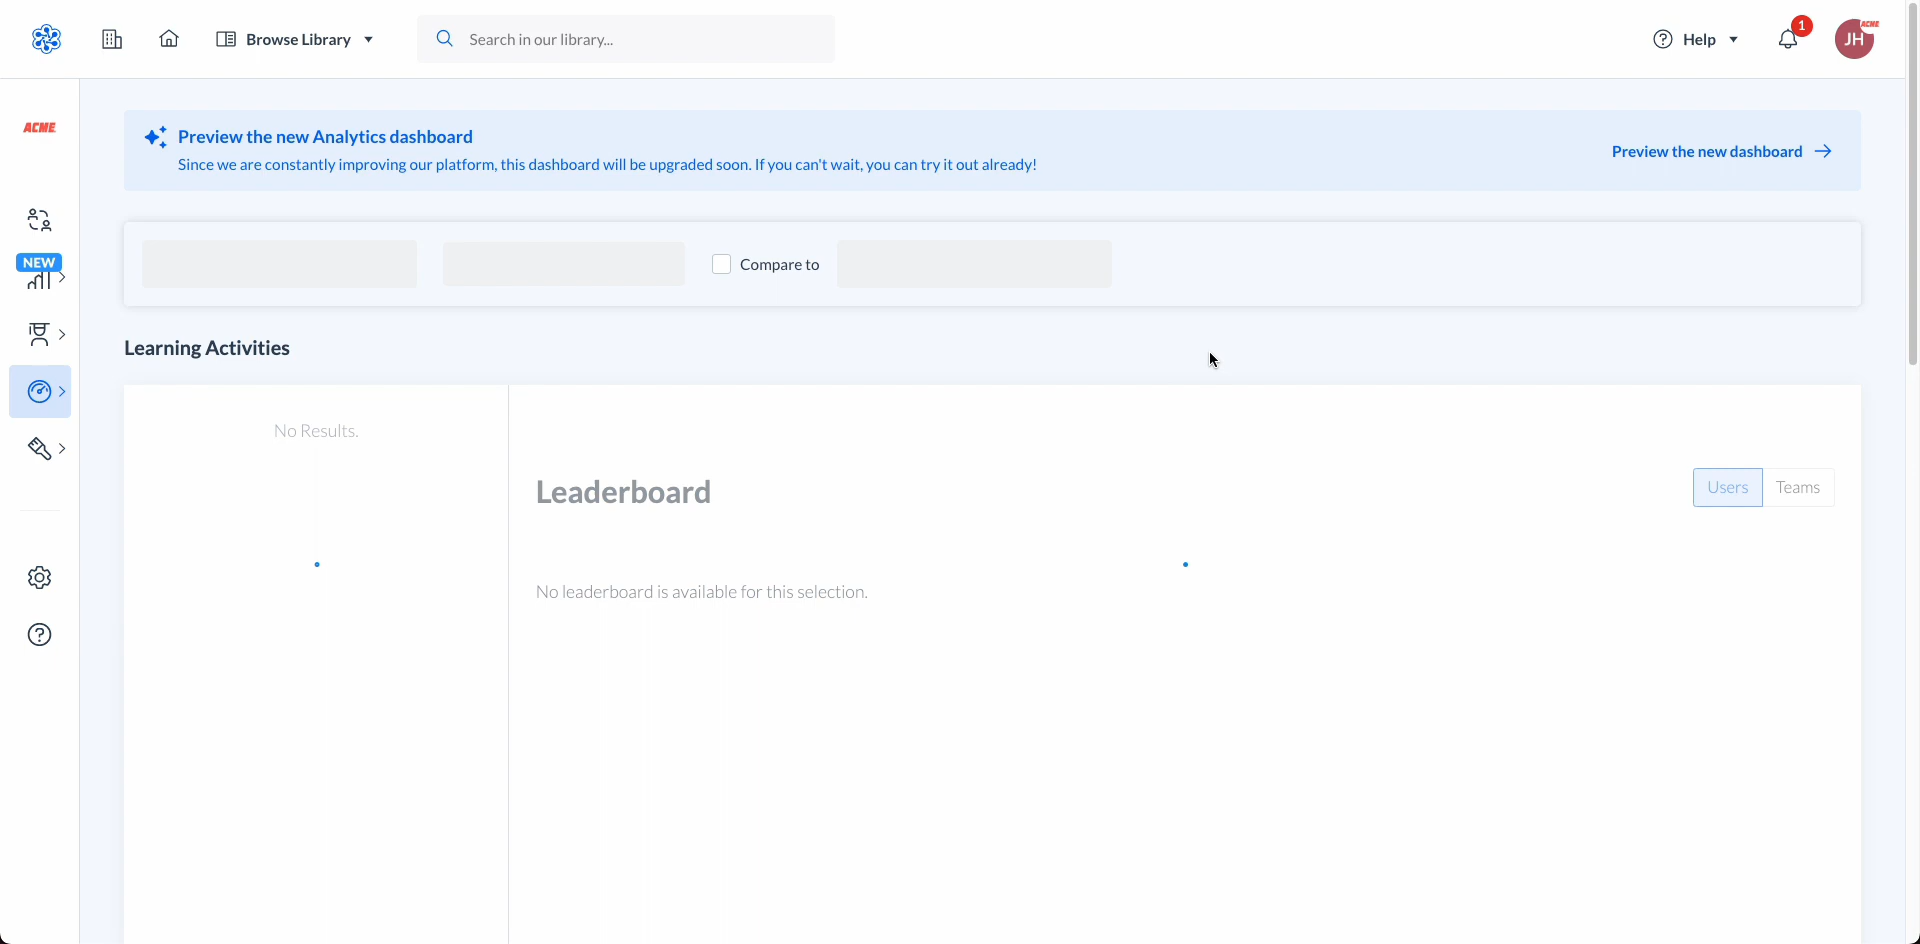 Browse Library
Search in our library...
Help
1
JH
ACME
ACME
Preview the new Analytics dashboard
Since we are constantly improving our platform, this dashboard will be upgraded soon. If you can't wait, you can try it out already!
Preview the new dashboard
NEW
Compare to
Learning Activities
No Results.
Leaderboard
Users
Teams
No leaderboard is available for this selection.